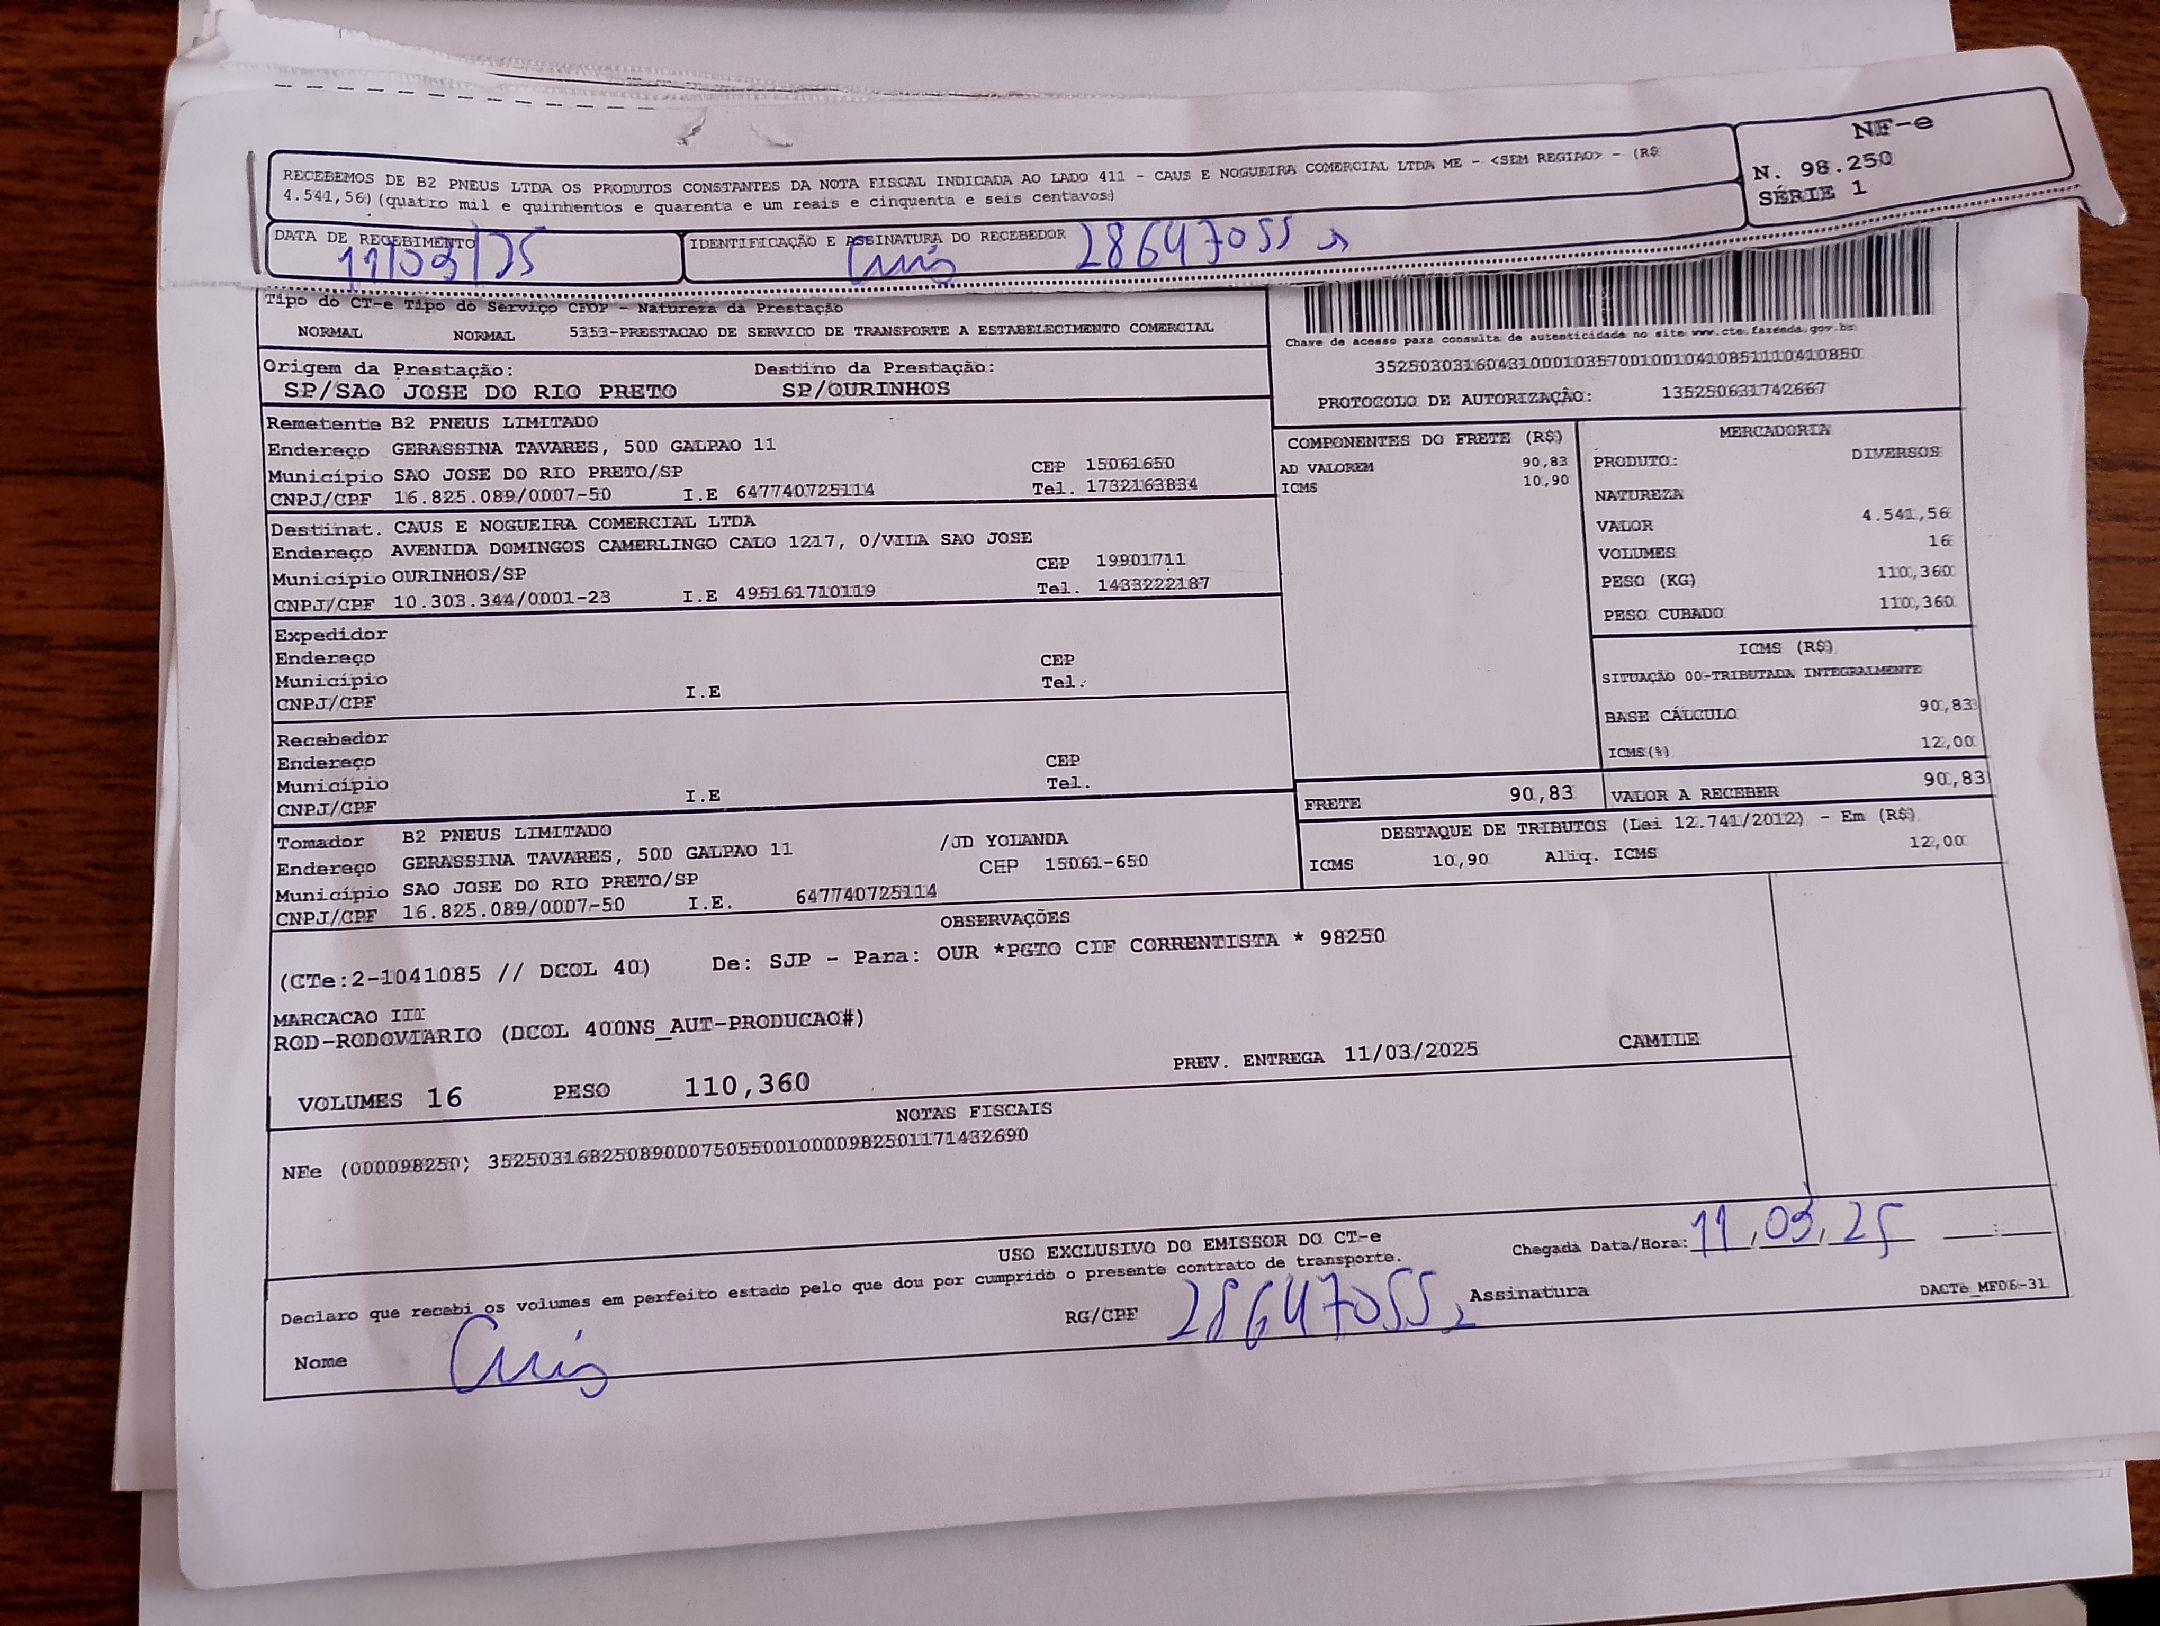 RECEBEMOS DE B2 PNEUS LTDA OS PRODUTOS CONSTANTES DA NOTA FISCAL INDICADA AO LADO 411 - CAUS E NOGUEIRA COMERCIAL LTDA ME - <SEM REGIAO> - (R$
4.541,56)(quatro mil e quinhentos e quarenta e um reais e cinquenta e seis centavos)
NF-e
N. 98.250
SÉRIE 1
DATA DE RECEBIMENTO
11/03/25
IDENTIFICAÇÃO E ASSINATURA DO RECEBEDOR
28647055
Tipo do CT-e Tipo do Serviço CFOP - Natureza da Prestação
NORMAL NORMAL 5353-PRESTACAO DE SERVICO DE TRANSPORTE A ESTABELECIMENTO COMERCIAL
Chave de acesso para consulta de autenticidade no site www.cte.fazenda.gov.br
35250303160431000103570010010410851110410850
PROTOCOLO DE AUTORIZAÇÃO: 135250631742667
Origem da Prestação: Destino da Prestação:
SP/SAO JOSE DO RIO PRETO SP/OURINHOS
Remetente B2 PNEUS LIMITADO
Endereço GERASSINA TAVARES, 500 GALPAO 11
Município SAO JOSE DO RIO PRETO/SP CEP 15061650
CNPJ/CPF 16.825.089/0007-50 I.E 647740725114 Tel. 1732163834
Destinat. CAUS E NOGUEIRA COMERCIAL LTDA
Endereço AVENIDA DOMINGOS CAMERLINGO CALO 1217, 0/VILA SAO JOSE
Município OURINHOS/SP CEP 19901711
CNPJ/CPF 10.303.344/0001-23 I.E 495161710119 Tel. 1433222187
Expedidor
Endereço
Município CEP
CNPJ/CPF I.E Tel.
Recebedor
Endereço
Município CEP
CNPJ/CPF I.E Tel.
Tomador B2 PNEUS LIMITADO
Endereço GERASSINA TAVARES, 500 GALPAO 11 /JD YOLANDA
Município SAO JOSE DO RIO PRETO/SP CEP 15061-650
CNPJ/CPF 16.825.089/0007-50 I.E. 647740725114
COMPONENTES DO FRETE (R$)
AD VALOREM 90,83
ICMS 10,90
MERCADORIA
PRODUTO: DIVERSOS
NATUREZA
VALOR 4.541,56
VOLUMES 16
PESO (KG) 110,360
PESO CUBADO 110,360
ICMS (R$)
SITUAÇÃO 00-TRIBUTADA INTEGRALMENTE
BASE CÁLCULO 90,83
ICMS(%) 12,00
FRETE 90,83 VALOR A RECEBER 90,83
DESTAQUE DE TRIBUTOS (Lei 12.741/2012) - Em (R$)
ICMS 10,90 Aliq. ICMS 12,00
OBSERVAÇÕES
(CTe:2-1041085 // DCOL 40) De: SJP - Para: OUR *PGTO CIF CORRENTISTA * 98250
MARCACAO III
ROD-RODOVIARIO (DCOL 400NS_AUT-PRODUCAO#)
PREV. ENTREGA 11/03/2025 CAMILE
VOLUMES 16 PESO 110,360
NOTAS FISCAIS
NFe (000098250) 35250316825089000750550010000982501171432690
USO EXCLUSIVO DO EMISSOR DO CT-e
Chegada Data/Hora: 11,03,25 :
Declaro que recebi os volumes em perfeito estado pelo que dou por cumprido o presente contrato de transporte.
Nome
RG/CPF 28647055 Assinatura
DACTe_MF06-31